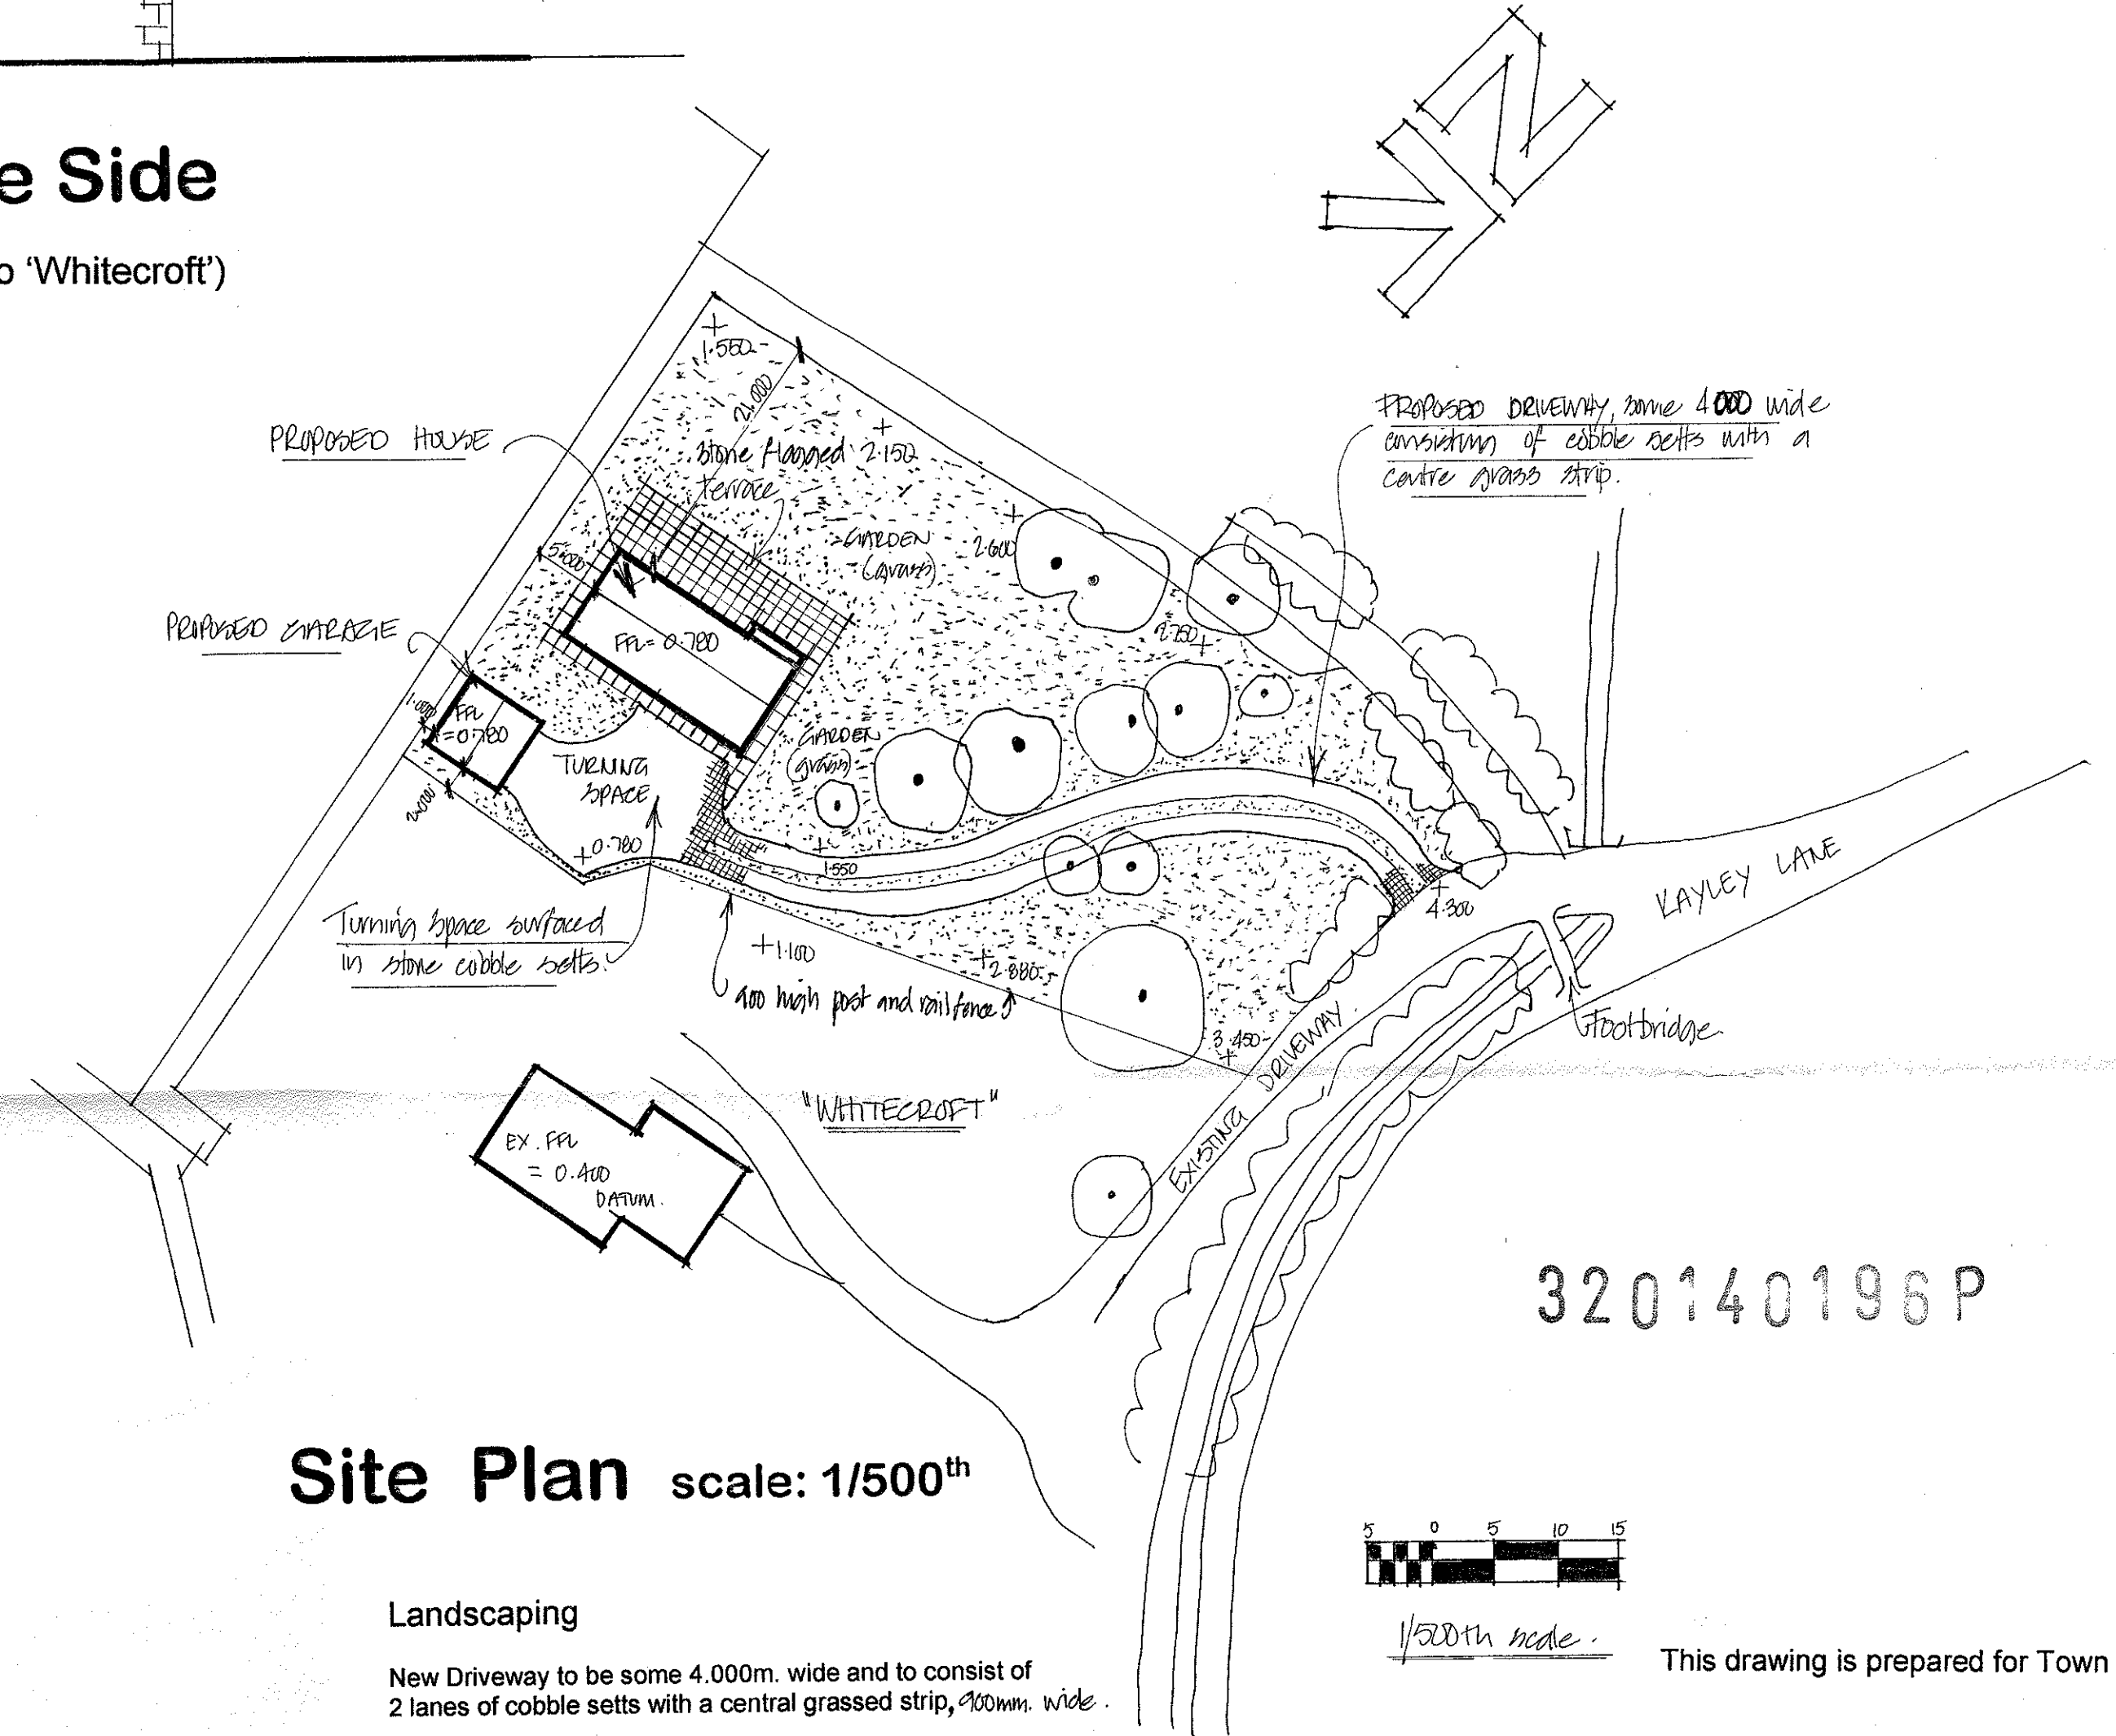 e Side
o ‘Whitecroft’)
N
1.550
21.000
PROPOSED HOUSE
Stone flagged
terrace
2.150
PROPOSED DRIVEWAY, some 4000 wide
consisting of cobble setts with a
centre grass strip.
GARDEN
(grass)
2.600
5.000
FFL = 0.780
2.750
PROPOSED GARAGE
1.000
FFL
= 0.780
GARDEN
(grass)
TURNING
SPACE
2.000
0.780
1.550
KAYLEY LANE
4.300
Turning space surfaced
in stone cobble setts.
1.100
2.880
900 high post and rail fence
Footbridge
3.450
EXISTING DRIVEWAY
"WHITECROFT"
EX. FFL
= 0.400
DATUM.
320140196P
Site Plan scale: 1/500th
5 0 5 10 15
1/500th scale.
Landscaping
This drawing is prepared for Town
New Driveway to be some 4.000m. wide and to consist of
2 lanes of cobble setts with a central grassed strip, 900mm. wide.